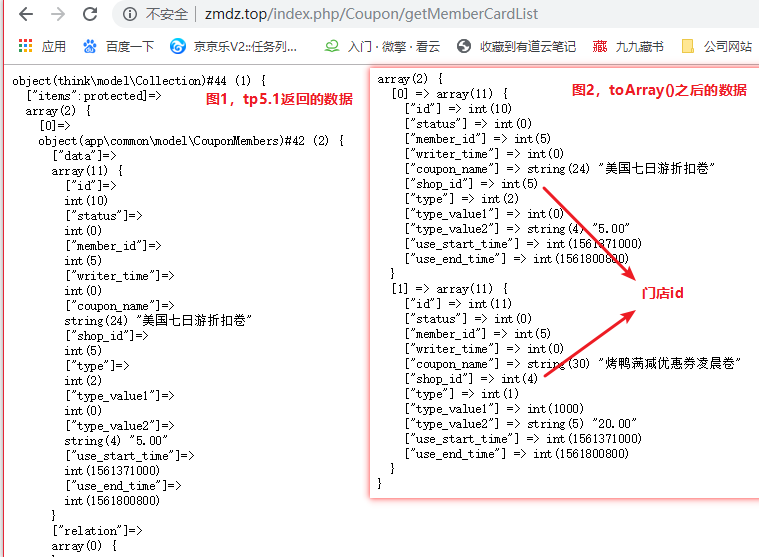 不安全 | zmdz.top/index.php/Coupon/getMemberCardList
应用 百度一下 京京乐V2::任务列... 入门 · 微擎 · 看云 收藏到有道云笔记 藏 九九藏书 公司网站
object(think\model\Collection)#44 (1) {
["items":protected]=>
图1，tp5.1返回的数据
array(2) {
[0]=>
object(app\common\model\CouponMembers)#42 (2) {
["data"]=>
array(11) {
["id"]=>
int(10)
["status"]=>
int(0)
["member_id"]=>
int(5)
["writer_time"]=>
int(0)
["coupon_name"]=>
string(24) "美国七日游折扣卷"
["shop_id"]=>
int(5)
["type"]=>
int(2)
["type_value1"]=>
int(0)
["type_value2"]=>
string(4) "5.00"
["use_start_time"]=>
int(1561371000)
["use_end_time"]=>
int(1561800800)
}
["relation"]=>
array(0) {
array(2) {
图2，toArray()之后的数据
[0] => array(11) {
["id"] => int(10)
["status"] => int(0)
["member_id"] => int(5)
["writer_time"] => int(0)
["coupon_name"] => string(24) "美国七日游折扣卷"
["shop_id"] => int(5)
["type"] => int(2)
["type_value1"] => int(0)
["type_value2"] => string(4) "5.00"
["use_start_time"] => int(1561371000)
["use_end_time"] => int(1561800800)
}
门店id
[1] => array(11) {
["id"] => int(11)
["status"] => int(0)
["member_id"] => int(5)
["writer_time"] => int(0)
["coupon_name"] => string(30) "烤鸭满减优惠券凌晨卷"
["shop_id"] => int(4)
["type"] => int(1)
["type_value1"] => int(1000)
["type_value2"] => string(5) "20.00"
["use_start_time"] => int(1561371000)
["use_end_time"] => int(1561800800)
}
}